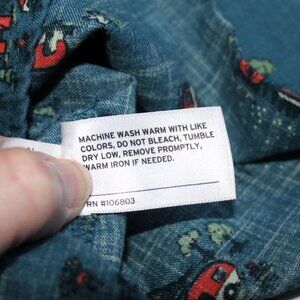 MACHINE WASH WARM WITH LIKE
COLORS, DO NOT BLEACH, TUMBLE
DRY LOW, REMOVE PROMPTLY,
WARM IRON IF NEEDED.
RN #106803